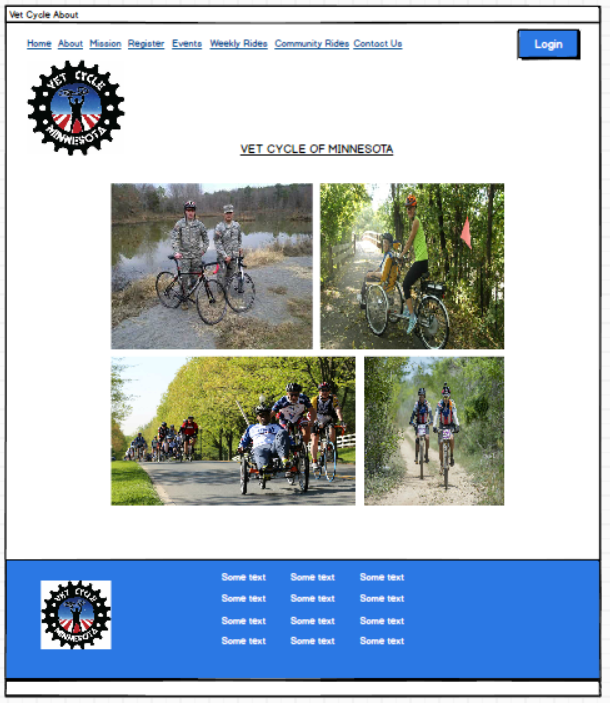 Vet Cycle About
Home About Mission Register Events Weekly Rides Community Rides Contact Us
Login
VET CYCLE
MINNESOTA
VET CYCLE OF MINNESOTA
Some text Some text Some text
Some text Some text Some text
Some text Some text Some text
Some text Some text Some text
VET CYCLE
MINNESOTA